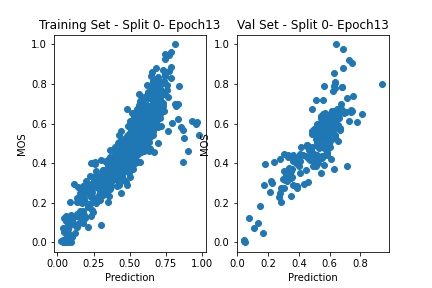 Training Set - Split 0- Epoch13
Val Set - Split 0- Epoch13
1.0
0.8
0.6
0.4
0.2
0.0
MOS
0.00 0.25 0.50 0.75 1.00
Prediction
1.0
0.8
0.6
0.4
0.2
0.0
MOS
0.0 0.2 0.4 0.6 0.8
Prediction